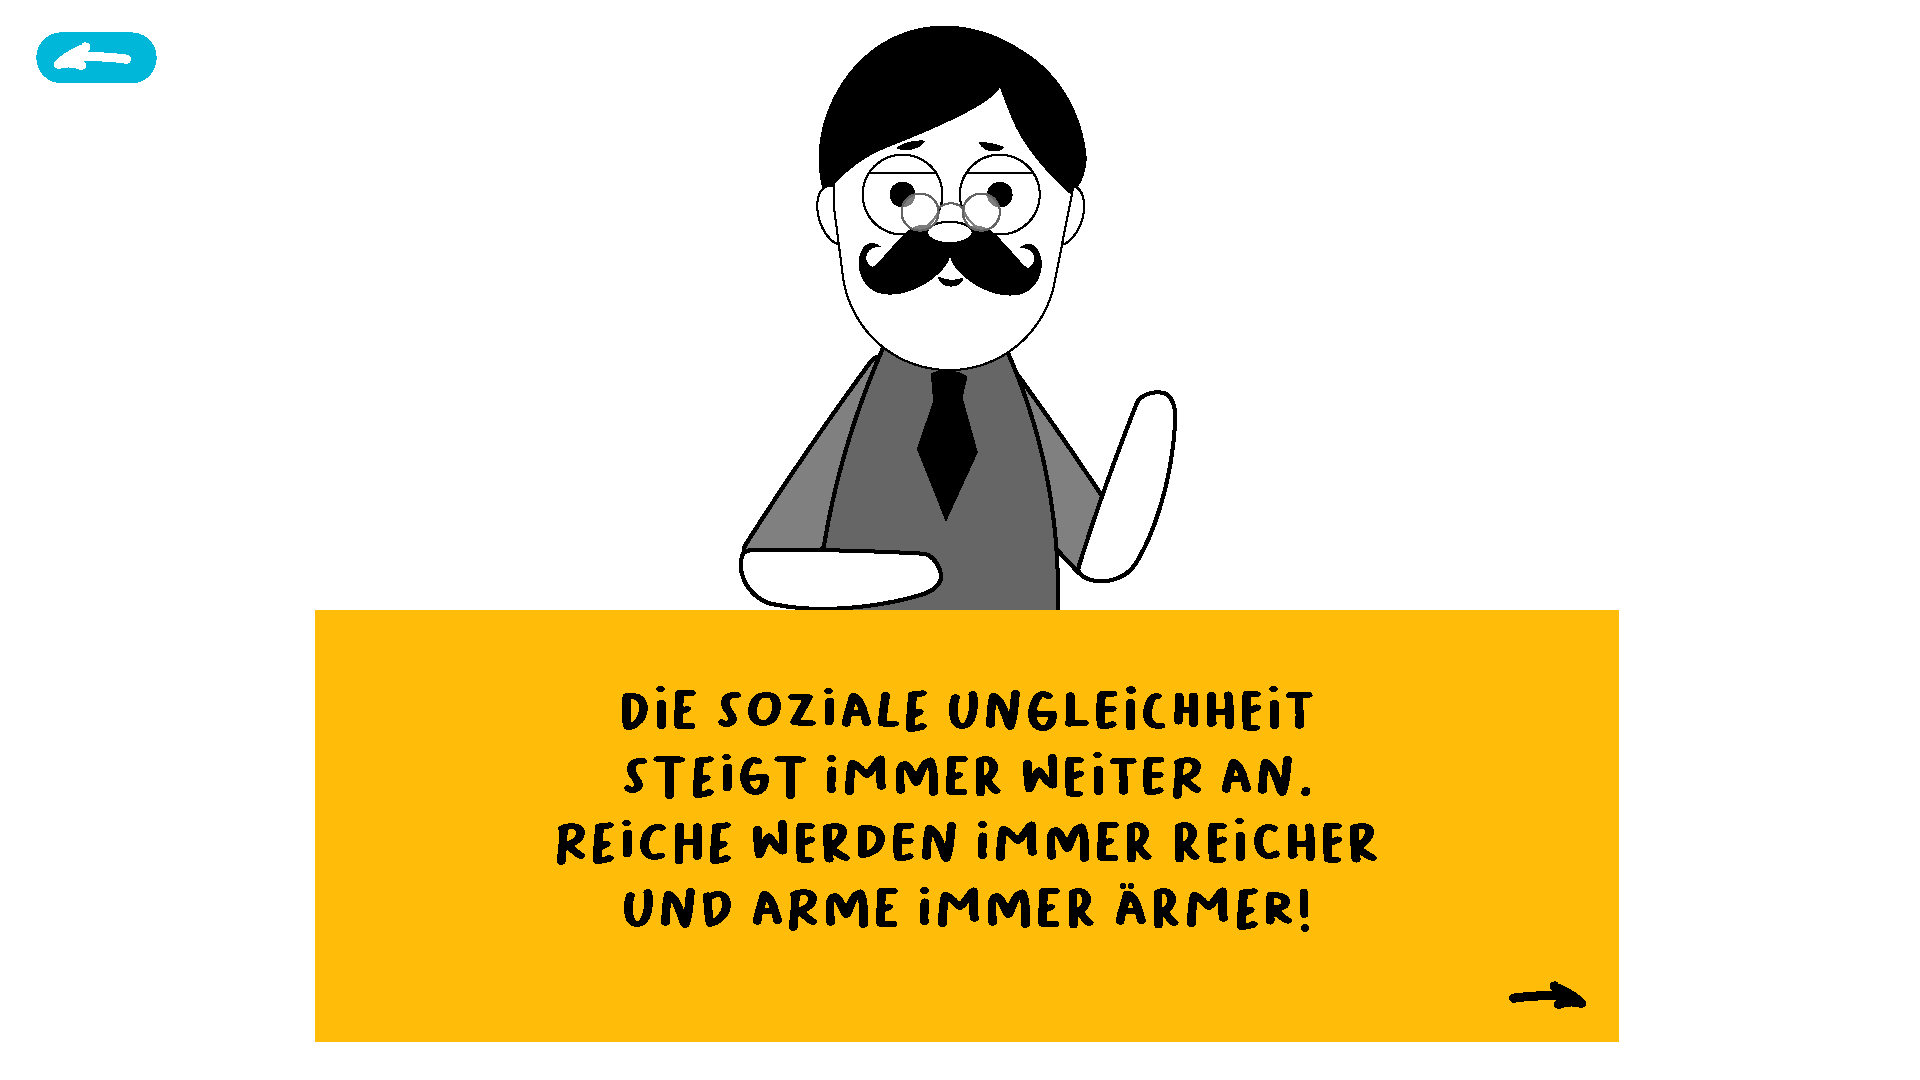 DiE SOZiALE UNGLEiCHHEiT
STEiGT iMMER WEiTER AN.
REiCHE WERDEN iMMER REiCHER
UND ARME iMMER ÄRMER!